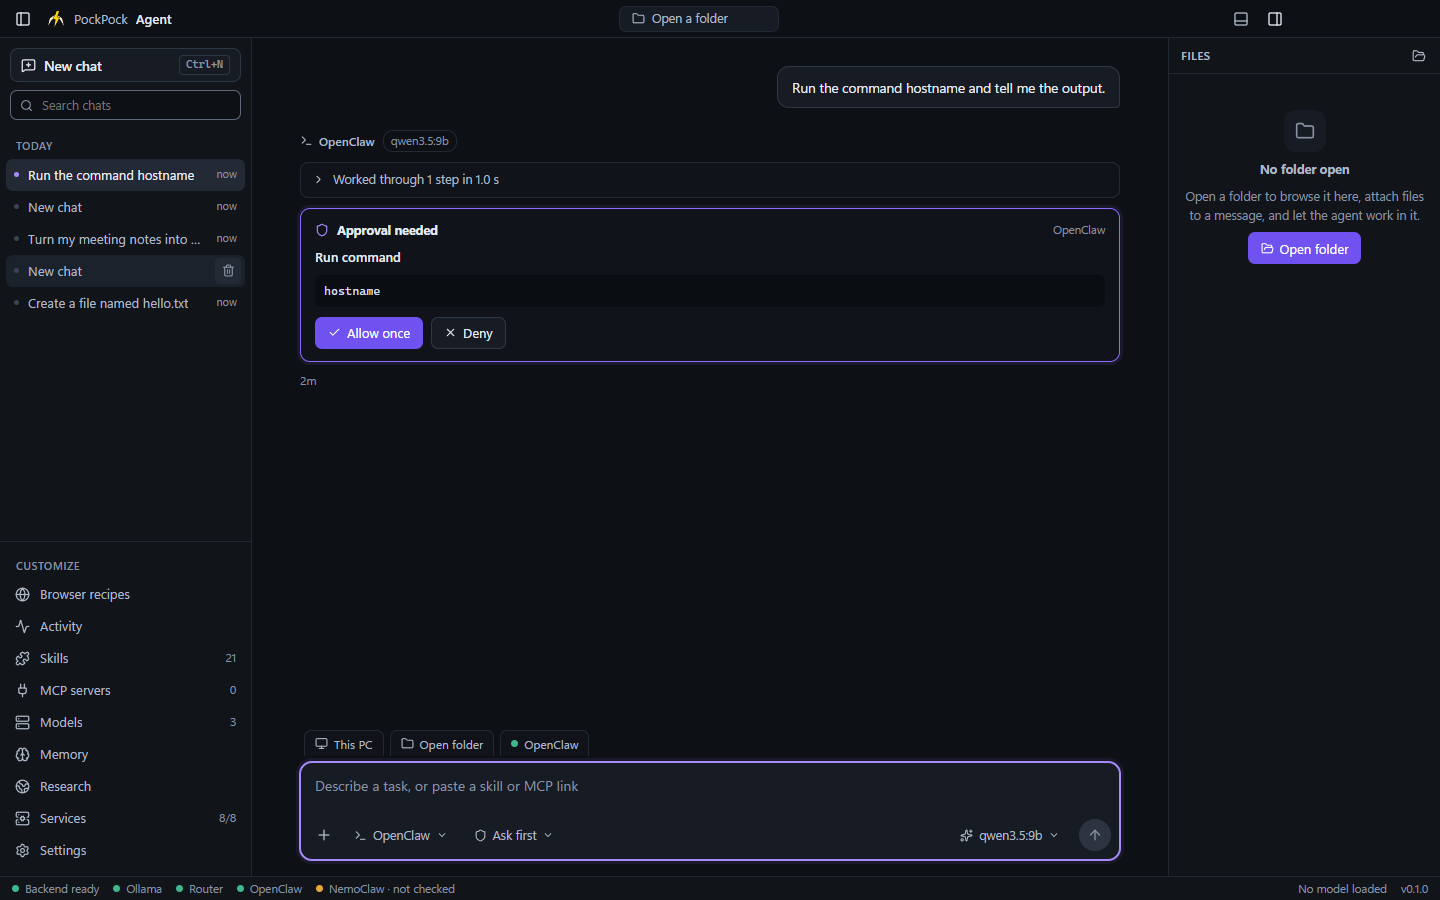 PockPock Agent
Open a folder
New chat
Ctrl+N
Search chats
TODAY
Run the command hostname
now
New chat
now
Turn my meeting notes into ...
now
New chat
Create a file named hello.txt
now
CUSTOMIZE
Browser recipes
Activity
Skills
21
MCP servers
0
Models
3
Memory
Research
Services
8/8
Settings
Run the command hostname and tell me the output.
OpenClaw
qwen3.5:9b
Worked through 1 step in 1.0 s
Approval needed
OpenClaw
Run command
hostname
Allow once
Deny
2m
This PC
Open folder
OpenClaw
Describe a task, or paste a skill or MCP link
OpenClaw
Ask first
qwen3.5:9b
FILES
No folder open
Open a folder to browse it here, attach files
to a message, and let the agent work in it.
Open folder
Backend ready
Ollama
Router
OpenClaw
NemoClaw · not checked
No model loaded
v0.1.0